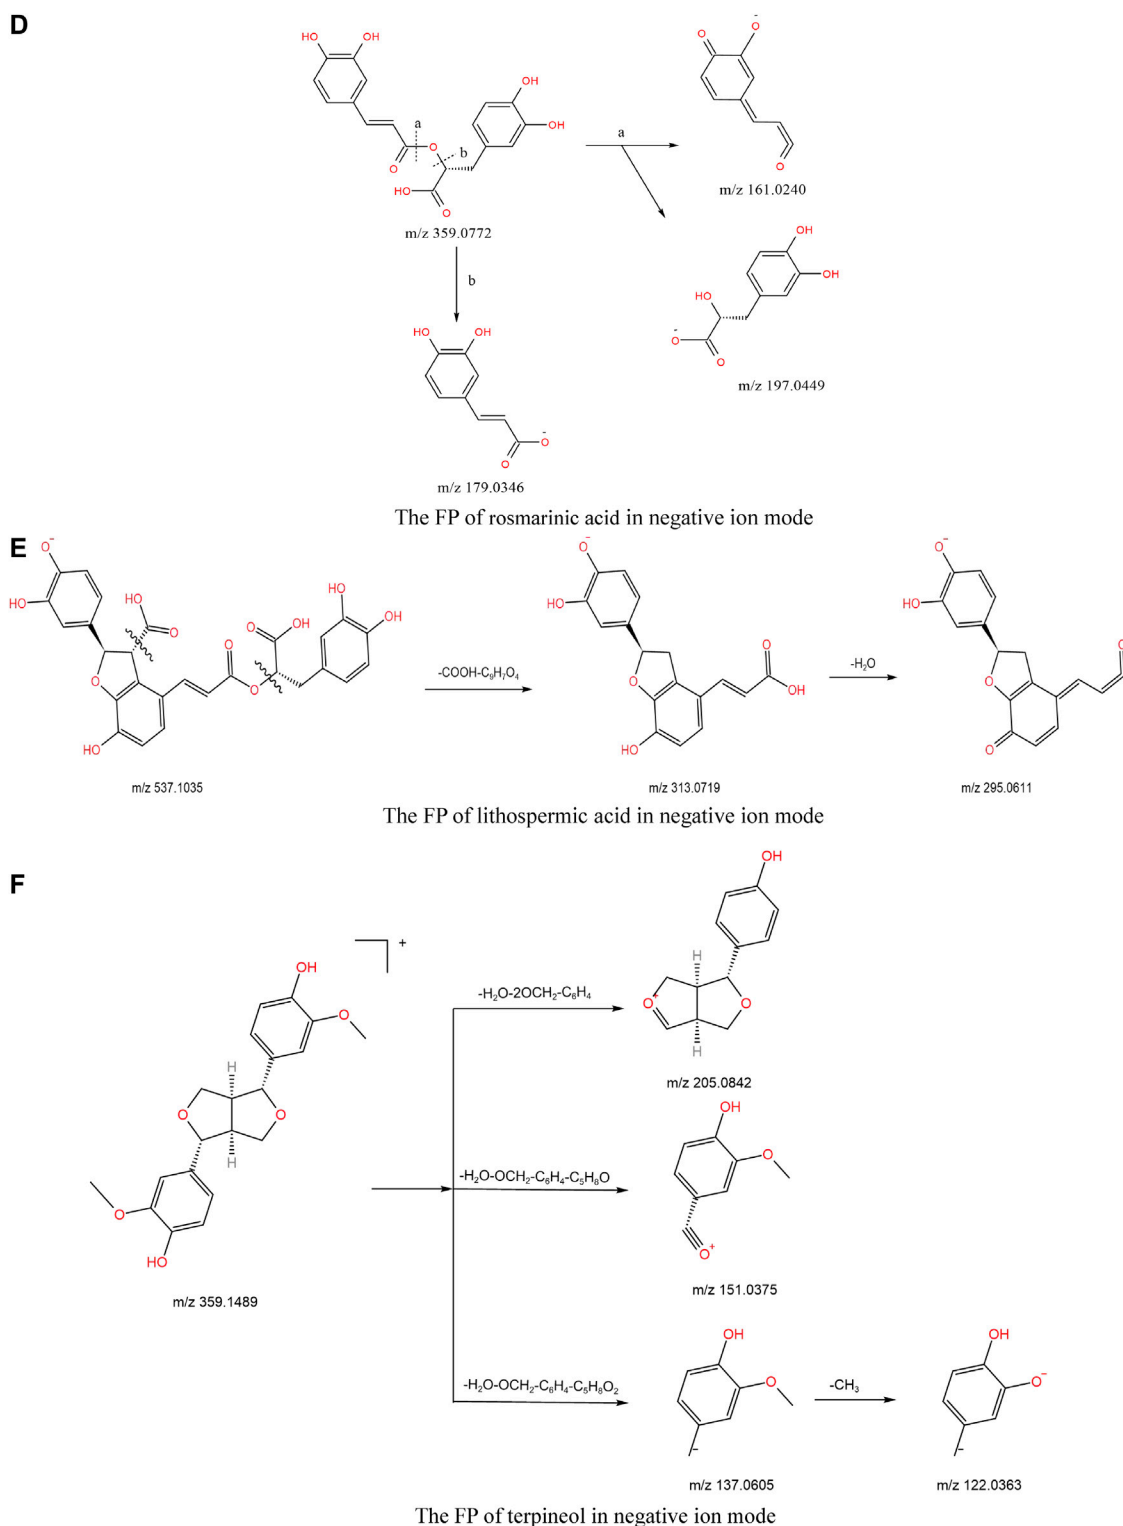 D
HO OH
OH
OH
a
O
b
O
HO
O
m/z 359.0772
a
O O-
O
m/z 161.0240
OH
OH
HO
-O
O
m/z 197.0449
b
HO OH
O-
O
m/z 179.0346
The FP of rosmarinic acid in negative ion mode
E
O-
HO
HO
O
O
HO
O
O
O
OH
HO
OH
m/z 537.1035
-COOH-C9H7O4
O-
HO
O
HO
O
OH
m/z 313.0719
-H2O
O-
HO
O
O
O
m/z 295.0611
The FP of lithospermic acid in negative ion mode
F
+
OH
O
H
O O
H
O
HO
m/z 359.1489
-H2O-2OCH2-C6H4
OH
H
O+
O
H
m/z 205.0842
-H2O-OCH2-C6H4-C5H8O
OH
O
O+
m/z 151.0375
-H2O-OCH2-C6H4-C5H8O2
OH
O
-
m/z 137.0605
-CH3
OH
O-
-
m/z 122.0363
The FP of terpineol in negative ion mode